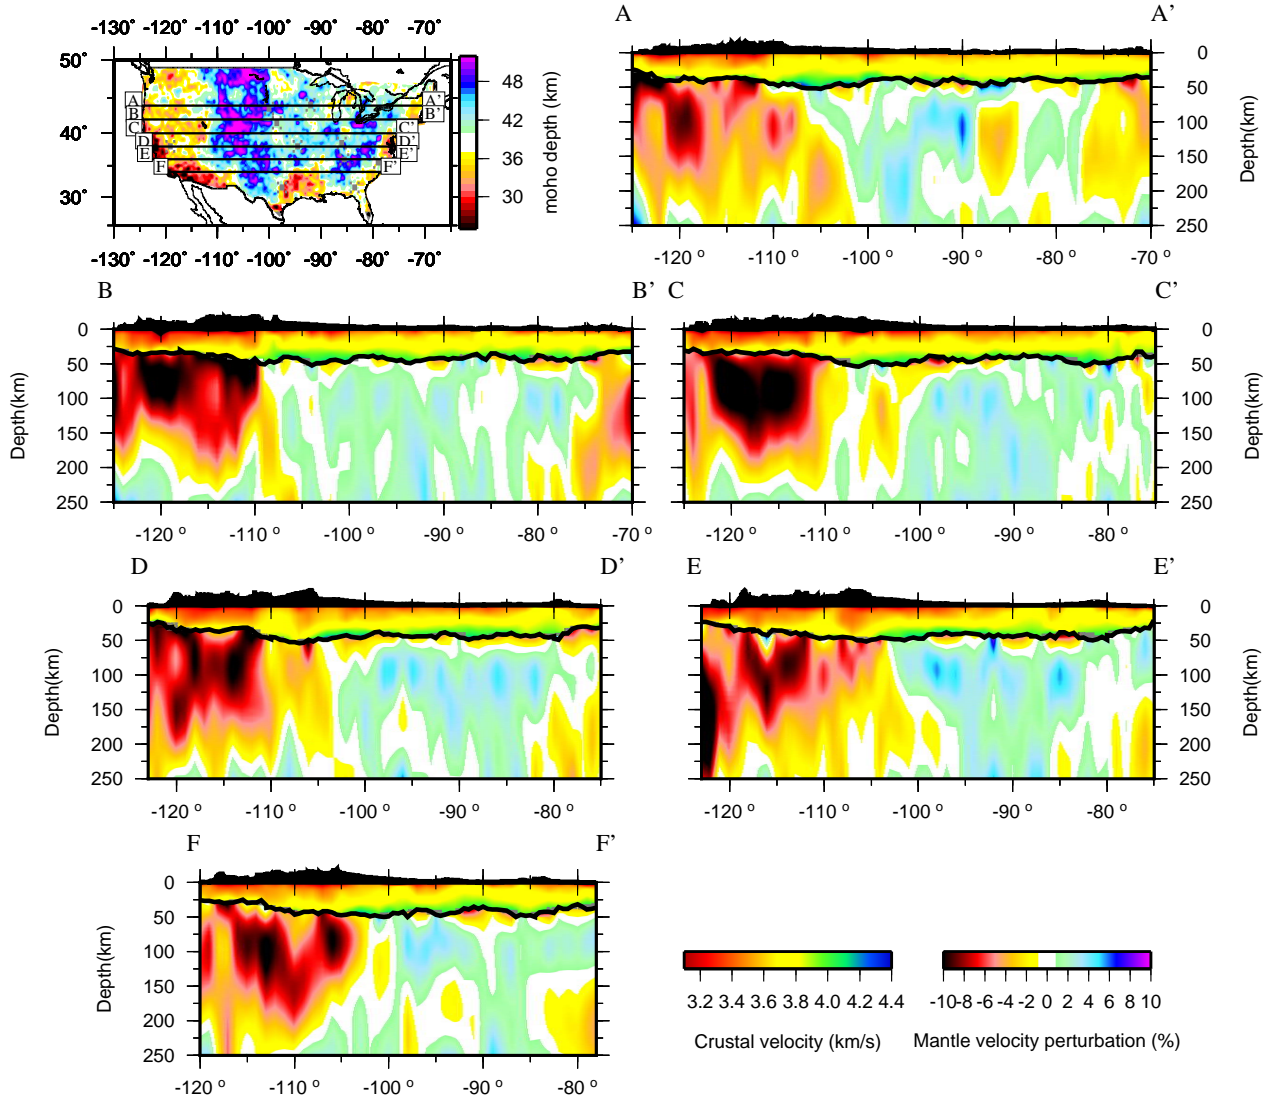 -130° -120° -110° -100° -90° -80° -70°
50°
40°
30°
A A'
B B'
C C'
D D'
E E'
F F'
-130° -120° -110° -100° -90° -80° -70°
48
42
36
30
moho depth (km)
A A'
0
50
100
150
200
250
Depth(km)
-120 ° -110 ° -100 ° -90 ° -80 ° -70 °
B B'
0
50
100
150
200
250
Depth(km)
-120 ° -110 ° -100 ° -90 ° -80 ° -70 °
C C'
0
50
100
150
200
250
Depth(km)
-120 ° -110 ° -100 ° -90 ° -80 °
D D'
0
50
100
150
200
250
Depth(km)
-120 ° -110 ° -100 ° -90 ° -80 °
E E'
0
50
100
150
200
250
Depth(km)
-120 ° -110 ° -100 ° -90 ° -80 °
F F'
0
50
100
150
200
250
Depth(km)
-120 ° -110 ° -100 ° -90 ° -80 °
3.2 3.4 3.6 3.8 4.0 4.2 4.4
Crustal velocity (km/s)
-10 -8 -6 -4 -2 0 2 4 6 8 10
Mantle velocity perturbation (%)